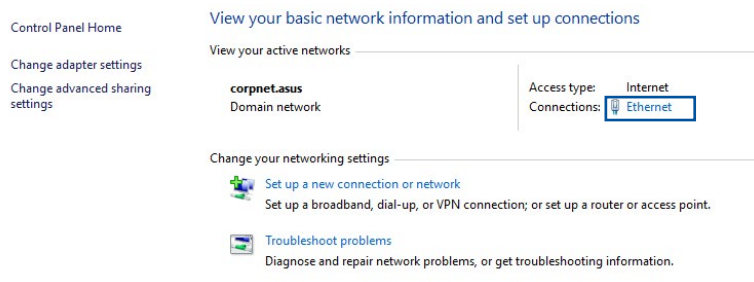 Control Panel Home
Change adapter settings
Change advanced sharing
settings
View your basic network information and set up connections
View your active networks
corpnet.asus
Domain network
Access type: Internet
Connections: Ethernet
Change your networking settings
Set up a new connection or network
Set up a broadband, dial-up, or VPN connection; or set up a router or access point.
Troubleshoot problems
Diagnose and repair network problems, or get troubleshooting information.